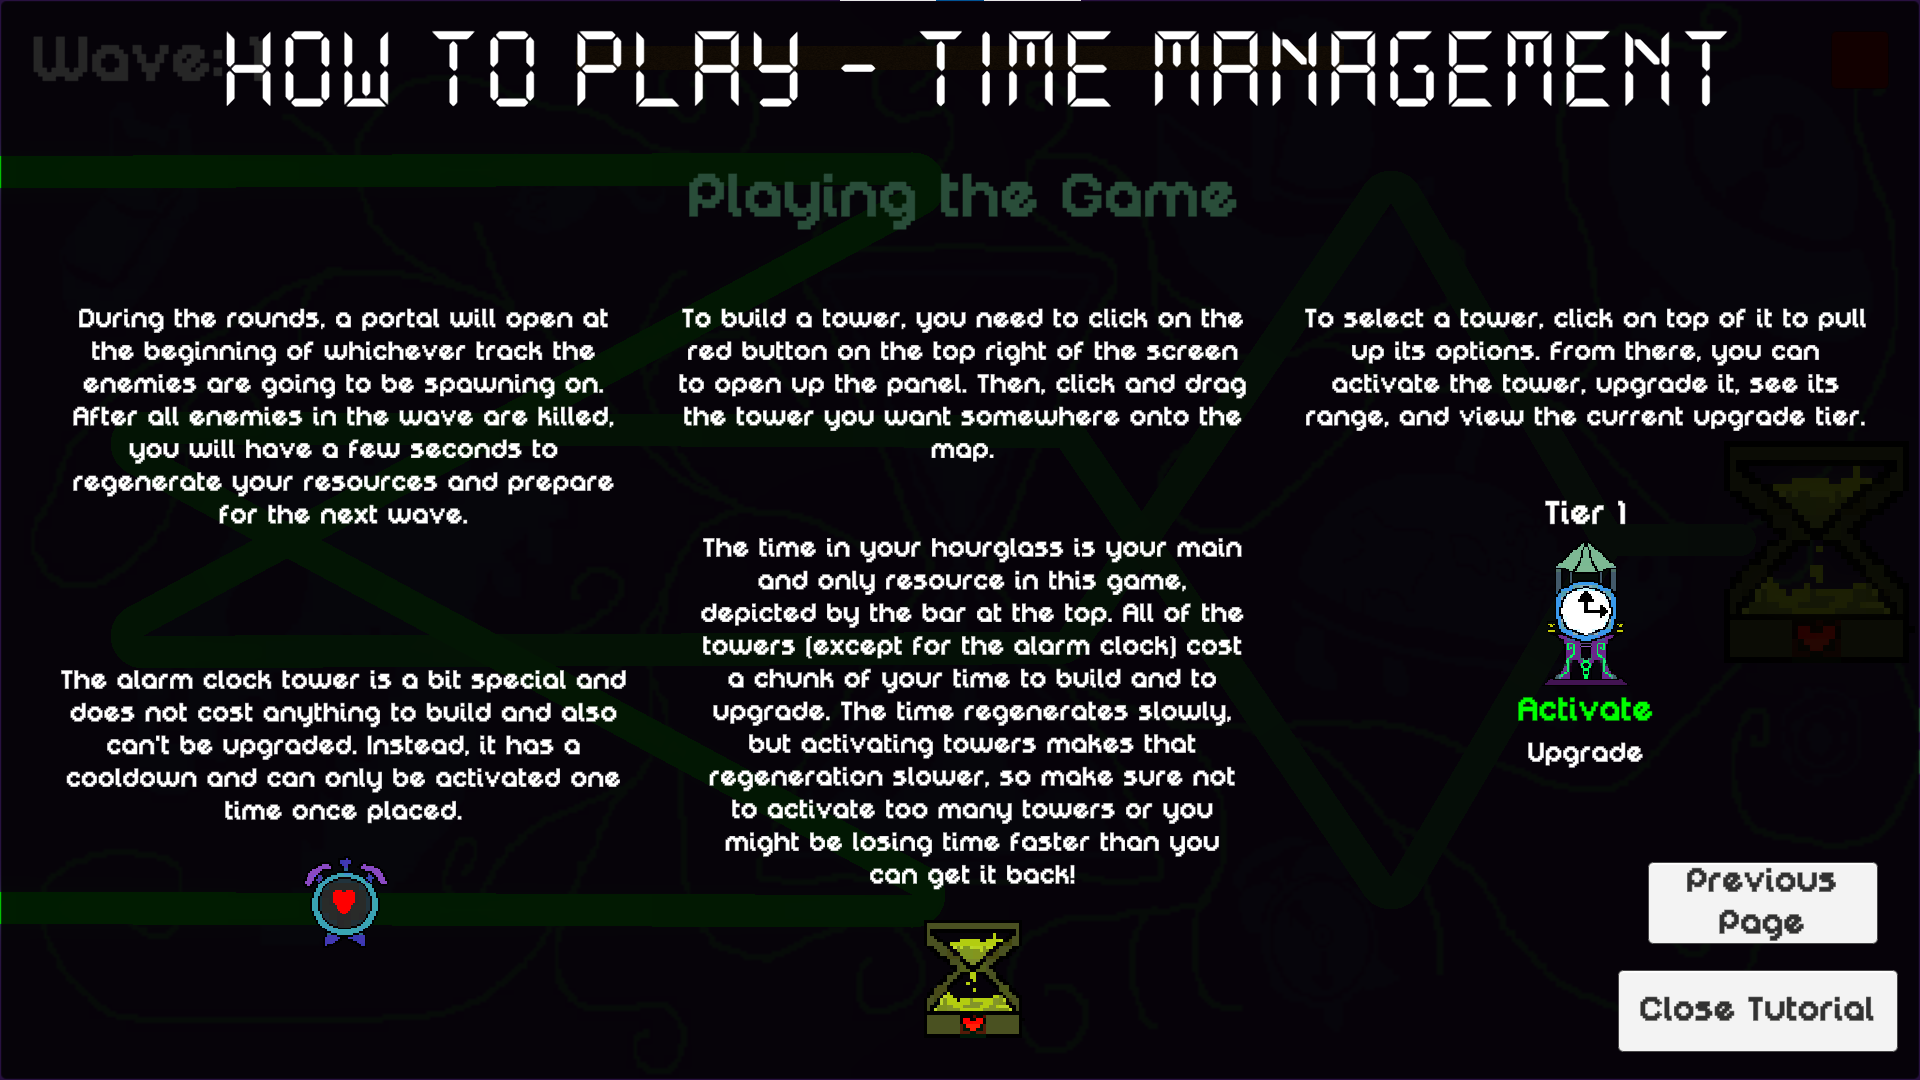 Wave: 1
HOW TO PLAY - TIME MANAGEMENT
Playing the Game
During the rounds, a portal will open at
the beginning of whichever track the
enemies are going to be spawning on.
After all enemies in the wave are killed,
you will have a few seconds to
regenerate your resources and prepare
for the next wave.
The alarm clock tower is a bit special and
does not cost anything to build and also
can't be upgraded. Instead, it has a
cooldown and can only be activated one
time once placed.
To build a tower, you need to click on the
red button on the top right of the screen
to open up the panel. Then, click and drag
the tower you want somewhere onto the
map.
The time in your hourglass is your main
and only resource in this game,
depicted by the bar at the top. All of the
towers (except for the alarm clock) cost
a chunk of your time to build and to
upgrade. The time regenerates slowly,
but activating towers makes that
regeneration slower, so make sure not
to activate too many towers or you
might be losing time faster than you
can get it back!
To select a tower, click on top of it to pull
up its options. From there, you can
activate the tower, upgrade it, see its
range, and view the current upgrade tier.
Tier 1
Activate
Upgrade
Previous
Page
Close Tutorial